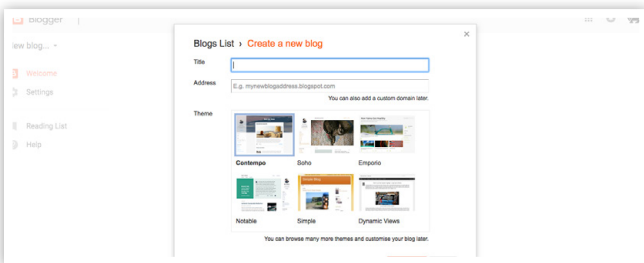 Blogger
ew blog...
Welcome
Settings
Reading List
Help
Blogs List › Create a new blog
Title
Address
E.g. mynewblogaddress.blogspot.com
You can also add a custom domain later.
Theme
Contempo
Soho
Emporio
Notable
Simple
Dynamic Views
You can browse many more themes and customise your blog later.